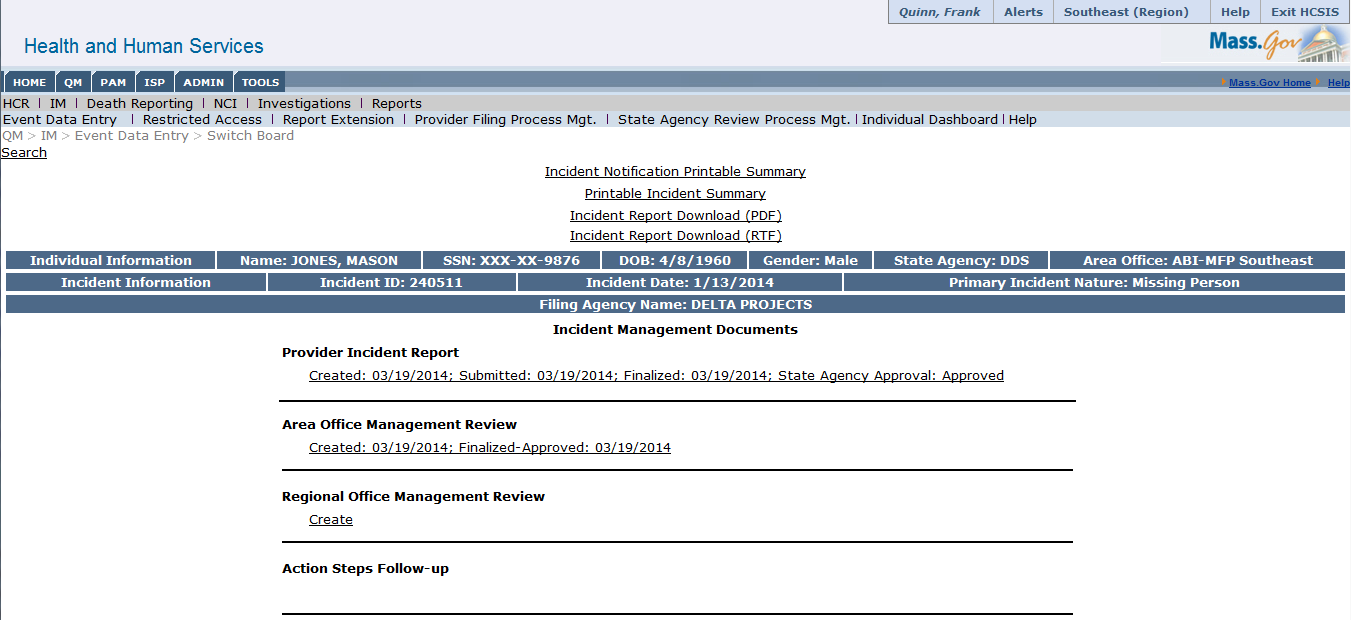 Quinn, Frank Alerts Southeast (Region) Help Exit HCSIS
Health and Human Services
Mass.Gov
HOME QM PAM ISP ADMIN TOOLS Mass.Gov Home Help
HCR | IM | Death Reporting | NCI | Investigations | Reports
Event Data Entry | Restricted Access | Report Extension | Provider Filing Process Mgt. | State Agency Review Process Mgt. | Individual Dashboard | Help
QM > IM > Event Data Entry > Switch Board
Search
Incident Notification Printable Summary
Printable Incident Summary
Incident Report Download (PDF)
Incident Report Download (RTF)
Individual Information Name: JONES, MASON SSN: XXX-XX-9876 DOB: 4/8/1960 Gender: Male State Agency: DDS Area Office: ABI-MFP Southeast
Incident Information Incident ID: 240511 Incident Date: 1/13/2014 Primary Incident Nature: Missing Person
Filing Agency Name: DELTA PROJECTS
Incident Management Documents
Provider Incident Report
Created: 03/19/2014; Submitted: 03/19/2014; Finalized: 03/19/2014; State Agency Approval: Approved
Area Office Management Review
Created: 03/19/2014; Finalized-Approved: 03/19/2014
Regional Office Management Review
Create
Action Steps Follow-up